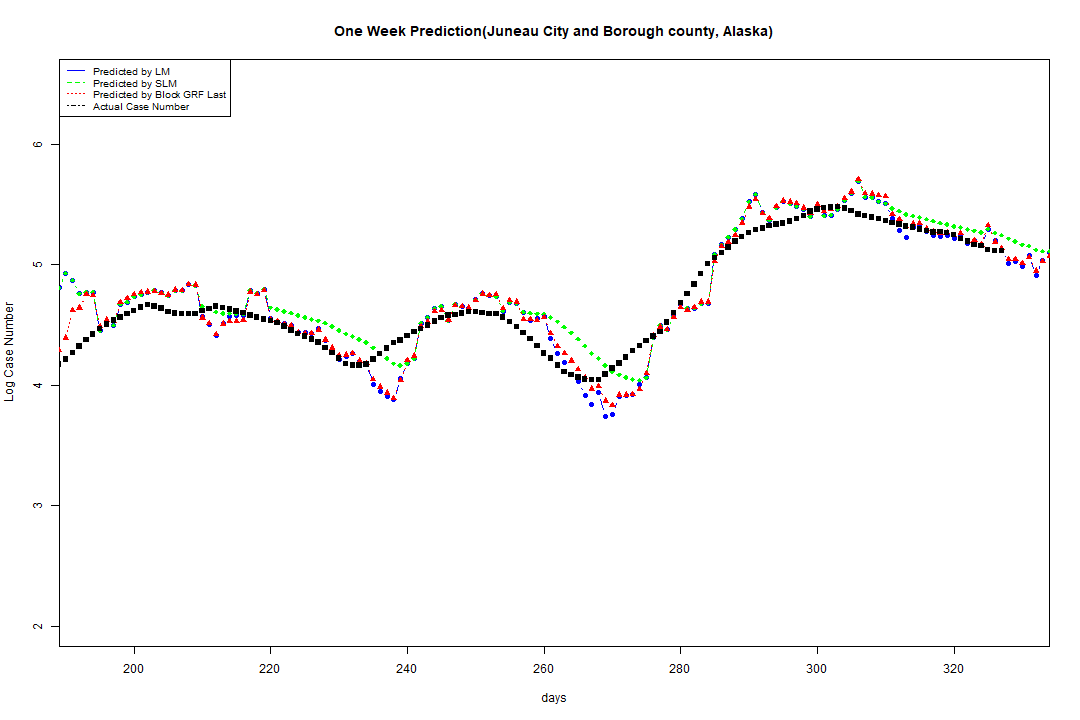 One Week Prediction(Juneau City and Borough county, Alaska)
Predicted by LM
Predicted by SLM
Predicted by Block GRF Last
Actual Case Number
6
5
4
3
2
Log Case Number
200 220 240 260 280 300 320
days